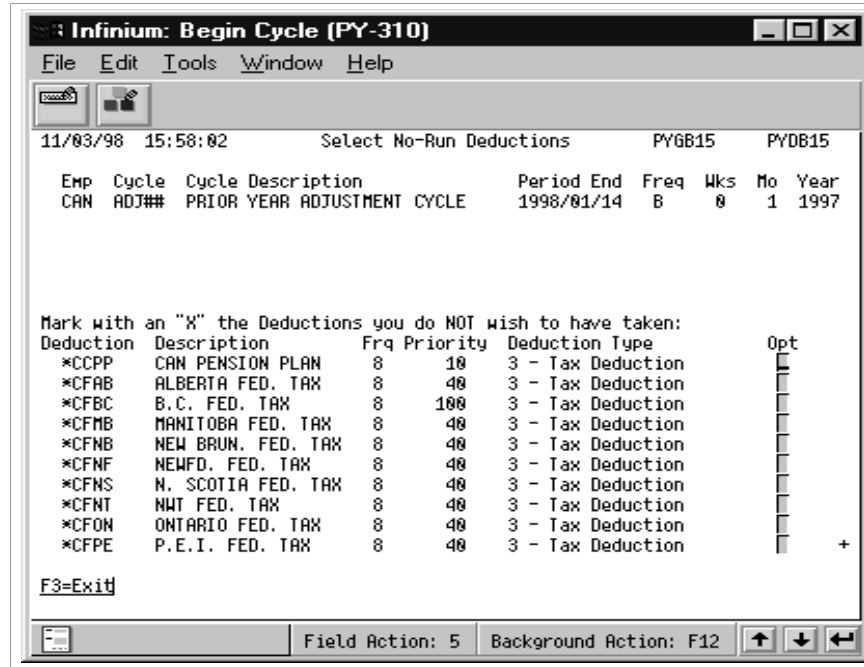 Infinium: Begin Cycle (PY-310)
File Edit Tools Window Help
11/03/98 15:58:02 Select No-Run Deductions PYGB15 PYDB15
Emp Cycle Cycle Description Period End Freq Wks Mo Year
CAN ADJ## PRIOR YEAR ADJUSTMENT CYCLE 1998/01/14 B 0 1 1997
Mark with an "X" the Deductions you do NOT wish to have taken:
Deduction Description Frq Priority Deduction Type Opt
*CCPP CAN PENSION PLAN 8 10 3 - Tax Deduction
*CFAB ALBERTA FED. TAX 8 40 3 - Tax Deduction
*CFBC B.C. FED. TAX 8 100 3 - Tax Deduction
*CFMB MANITOBA FED. TAX 8 40 3 - Tax Deduction
*CFNB NEW BRUN. FED. TAX 8 40 3 - Tax Deduction
*CFNF NEWFD. FED. TAX 8 40 3 - Tax Deduction
*CFNS N. SCOTIA FED. TAX 8 40 3 - Tax Deduction
*CFNT NWT FED. TAX 8 40 3 - Tax Deduction
*CFON ONTARIO FED. TAX 8 40 3 - Tax Deduction
*CFPE P.E.I. FED. TAX 8 40 3 - Tax Deduction +
F3=Exit
Field Action: 5 Background Action: F12